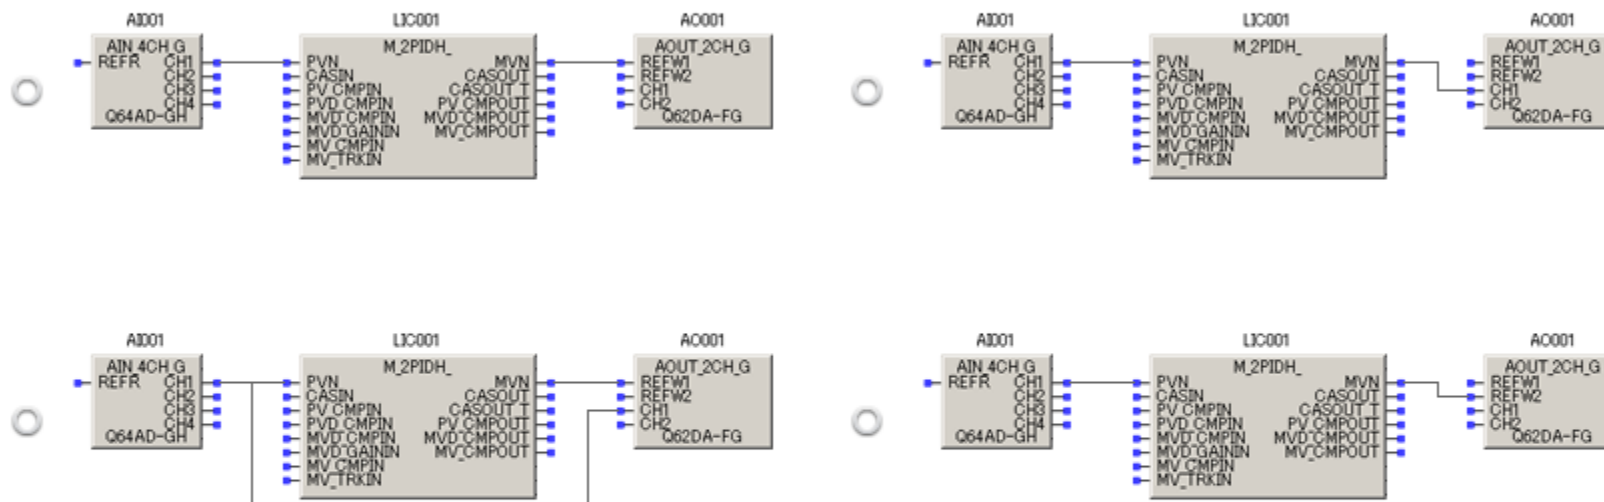 AI001 LIC001 AO001
AIN_4CH_G M_2PIDH_ AOUT_2CH_G
REFR CH1 PVN MVN REFW1
CH2 CASIN CASOUT REFW2
CH3 PV_CMPIN CASOUT_T CH1
CH4 PVD_CMPIN PV_CMPOUT CH2
Q64AD-GH MVD_CMPIN MVD_CMPOUT Q62DA-FG
MVD_GAININ MV_CMPOUT
MV_CMPIN
MV_TRKIN
AI001 LIC001 AO001
AIN_4CH_G M_2PIDH_ AOUT_2CH_G
REFR CH1 PVN MVN REFW1
CH2 CASIN CASOUT REFW2
CH3 PV_CMPIN CASOUT_T CH1
CH4 PVD_CMPIN PV_CMPOUT CH2
Q64AD-GH MVD_CMPIN MVD_CMPOUT Q62DA-FG
MVD_GAININ MV_CMPOUT
MV_CMPIN
MV_TRKIN
AI001 LIC001 AO001
AIN_4CH_G M_2PIDH_ AOUT_2CH_G
REFR CH1 PVN MVN REFW1
CH2 CASIN CASOUT REFW2
CH3 PV_CMPIN CASOUT_T CH1
CH4 PVD_CMPIN PV_CMPOUT CH2
Q64AD-GH MVD_CMPIN MVD_CMPOUT Q62DA-FG
MVD_GAININ MV_CMPOUT
MV_CMPIN
MV_TRKIN
AI001 LIC001 AO001
AIN_4CH_G M_2PIDH_ AOUT_2CH_G
REFR CH1 PVN MVN REFW1
CH2 CASIN CASOUT REFW2
CH3 PV_CMPIN CASOUT_T CH1
CH4 PVD_CMPIN PV_CMPOUT CH2
Q64AD-GH MVD_CMPIN MVD_CMPOUT Q62DA-FG
MVD_GAININ MV_CMPOUT
MV_CMPIN
MV_TRKIN